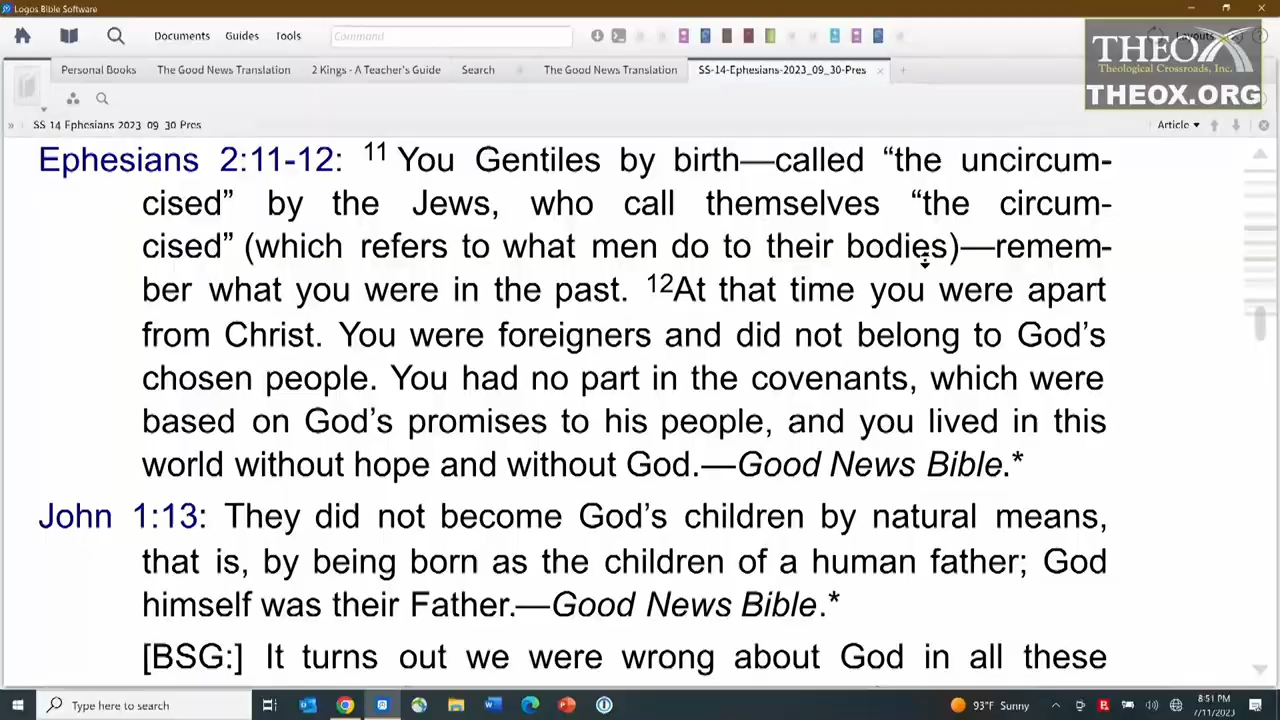 Logos Bible Software
Documents Guides Tools Command Layouts
Personal Books The Good News Translation 2 Kings - A Teacher's Guide Search The Good News Translation SS-14-Ephesians-2023_09_30-Pres
THEOX
Theological Crossroads, Inc.
THEOX.ORG
SS-14-Ephesians-2023_09_30-Pres Article
Ephesians 2:11-12: 11 You Gentiles by birth—called “the uncircum-
cised” by the Jews, who call themselves “the circum-
cised” (which refers to what men do to their bodies)—remem-
ber what you were in the past. 12At that time you were apart
from Christ. You were foreigners and did not belong to God’s
chosen people. You had no part in the covenants, which were
based on God’s promises to his people, and you lived in this
world without hope and without God.—Good News Bible.*
John 1:13: They did not become God’s children by natural means,
that is, by being born as the children of a human father; God
himself was their Father.—Good News Bible.*
[BSG:] It turns out we were wrong about God in all these
Type here to search 93°F Sunny 8:51 PM
7/11/2023